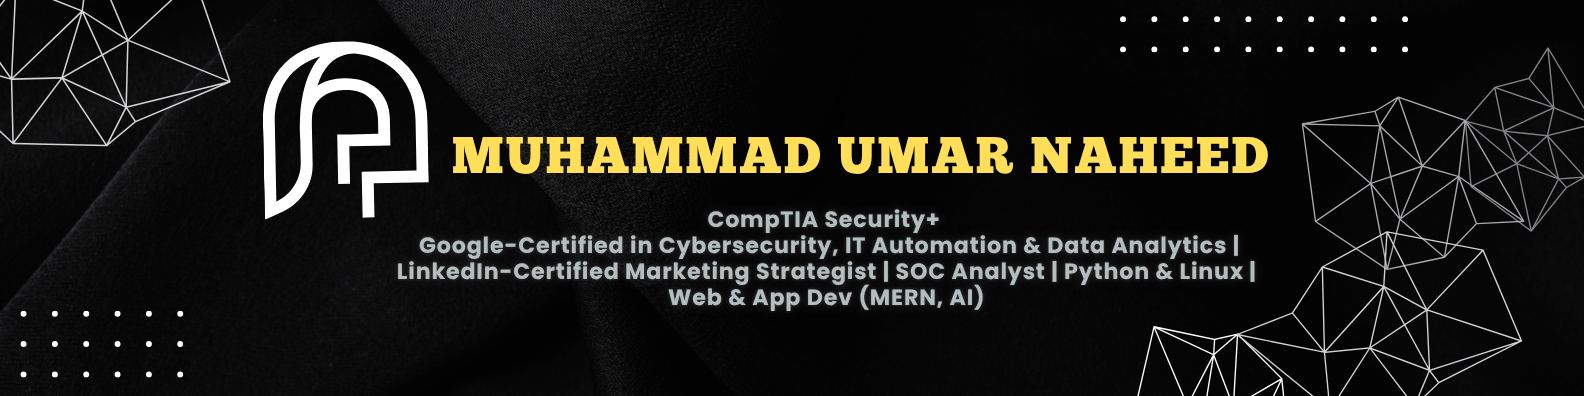 MUHAMMAD UMAR NAHEED
CompTIA Security+
Google-Certified in Cybersecurity, IT Automation & Data Analytics |
LinkedIn-Certified Marketing Strategist | SOC Analyst | Python & Linux |
Web & App Dev (MERN, AI)